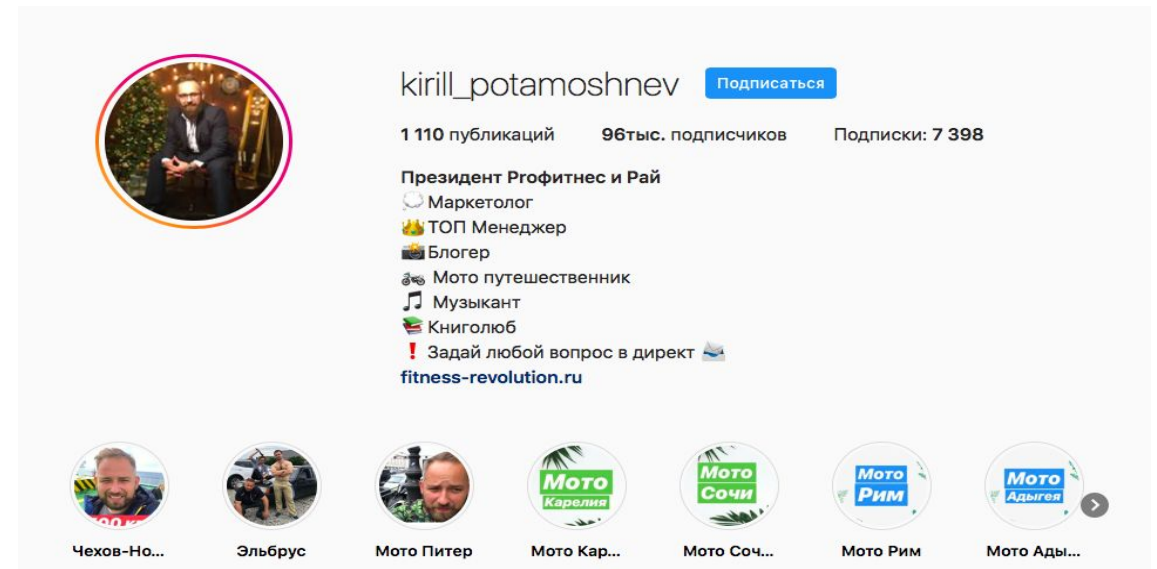 kirill_potamoshnev Подписаться
1 110 публикаций 96тыс. подписчиков Подписки: 7 398
Президент Profитнес и Рай
Маркетолог
ТОП Менеджер
Блогер
Мото путешественник
Музыкант
Книголюб
Задай любой вопрос в директ
fitness-revolution.ru
Мото
Карелия
Мото
Сочи
Мото
Рим
Мото
Адыгея
Чехов-Но... Эльбрус Мото Питер Мото Кар... Мото Соч... Мото Рим Мото Ады...